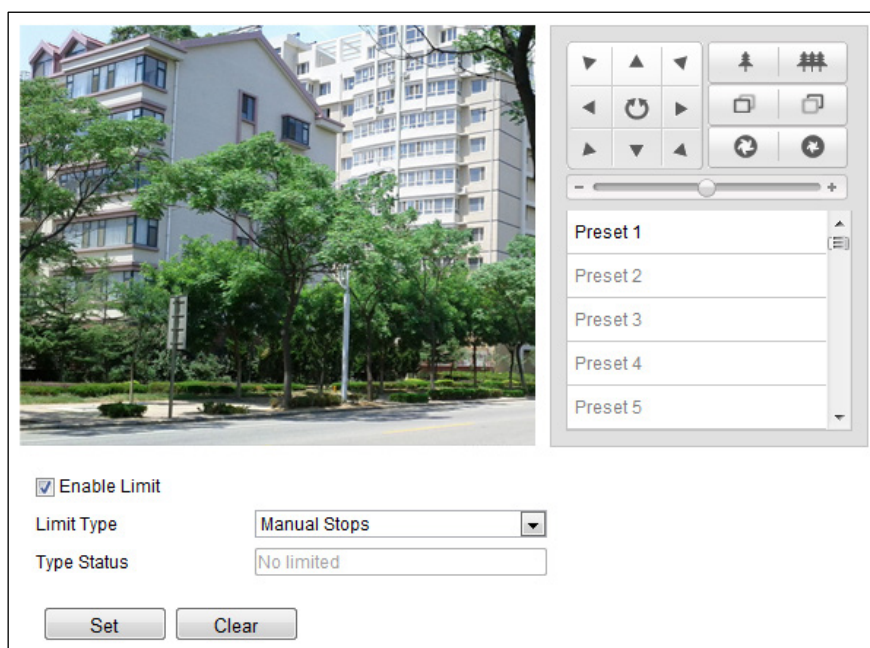 Preset 1
Preset 2
Preset 3
Preset 4
Preset 5
Enable Limit
Limit Type
Manual Stops
Type Status
No limited
Set
Clear